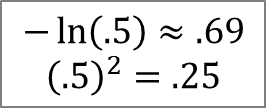 − ln(.5) ≈ .69
(.5)² = .25